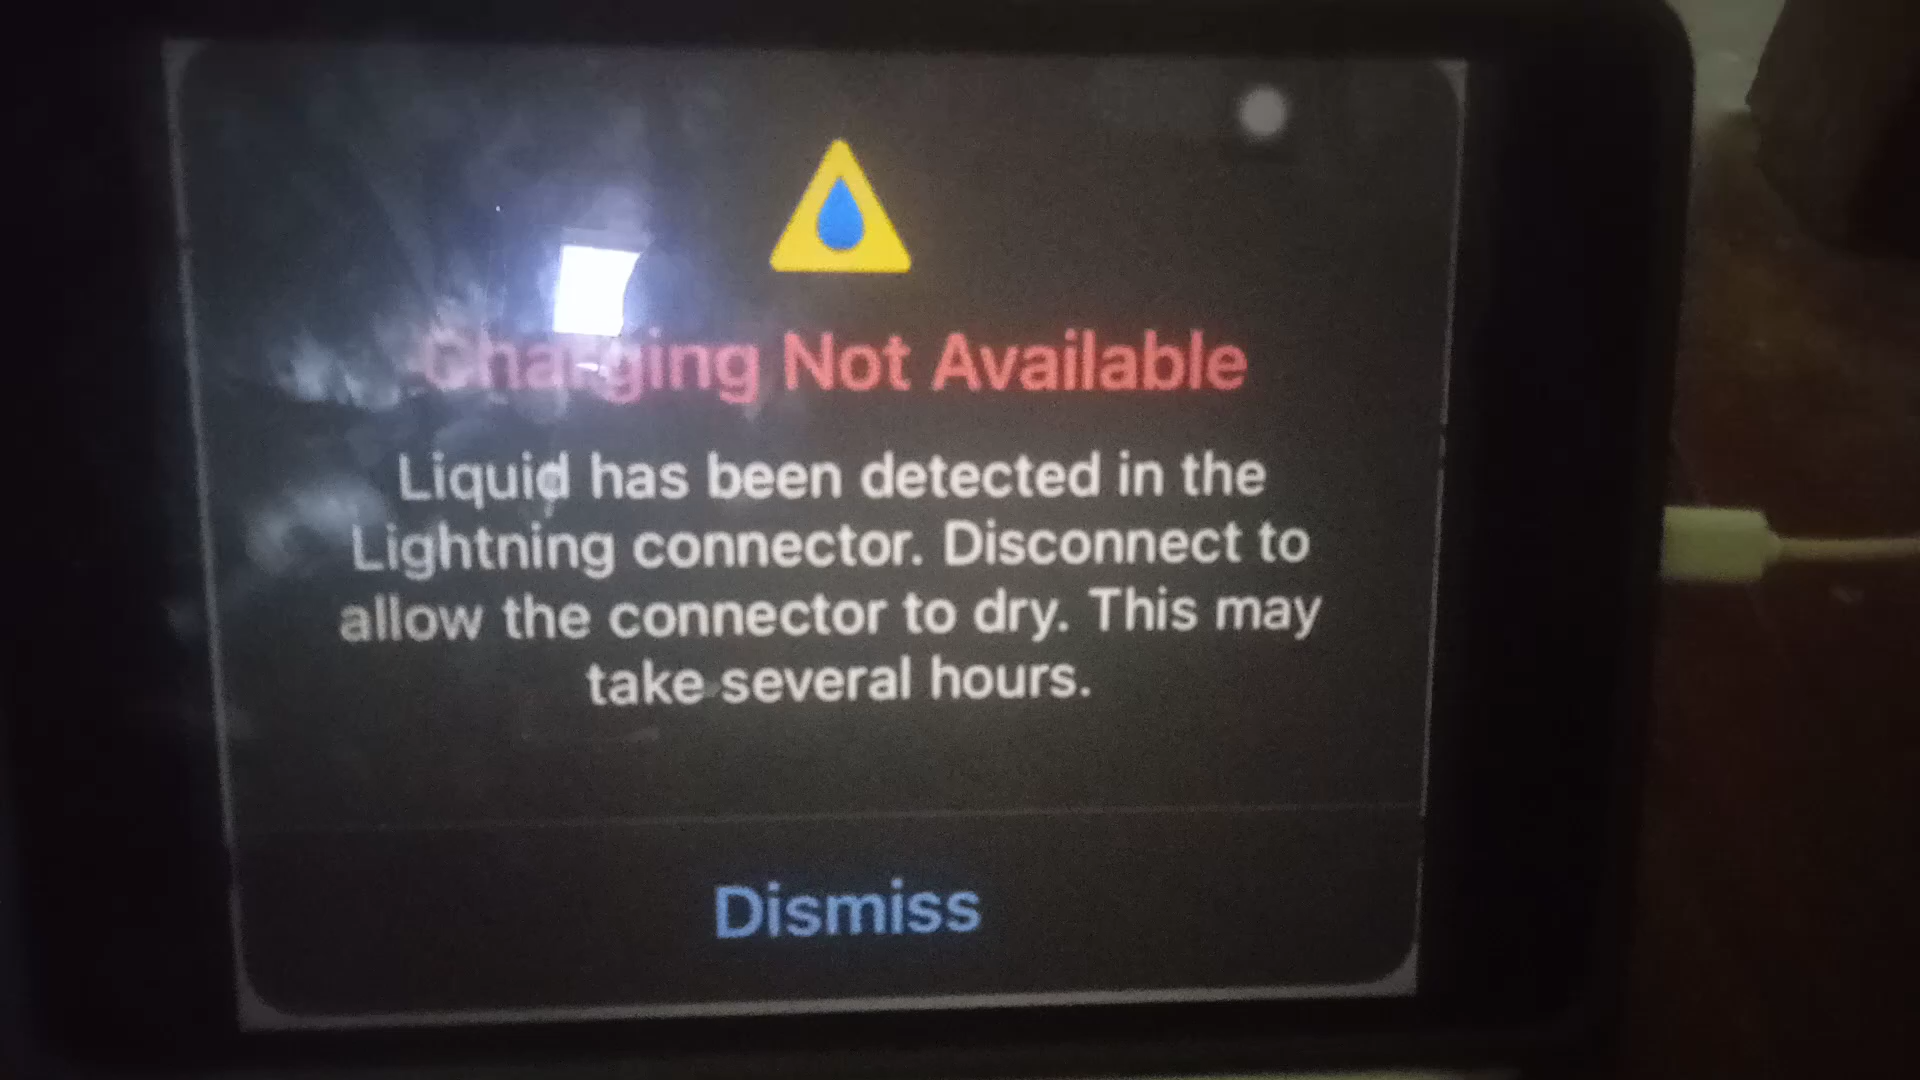 Charging Not Available
Liquid has been detected in the
Lightning connector. Disconnect to
allow the connector to dry. This may
take several hours.
Dismiss